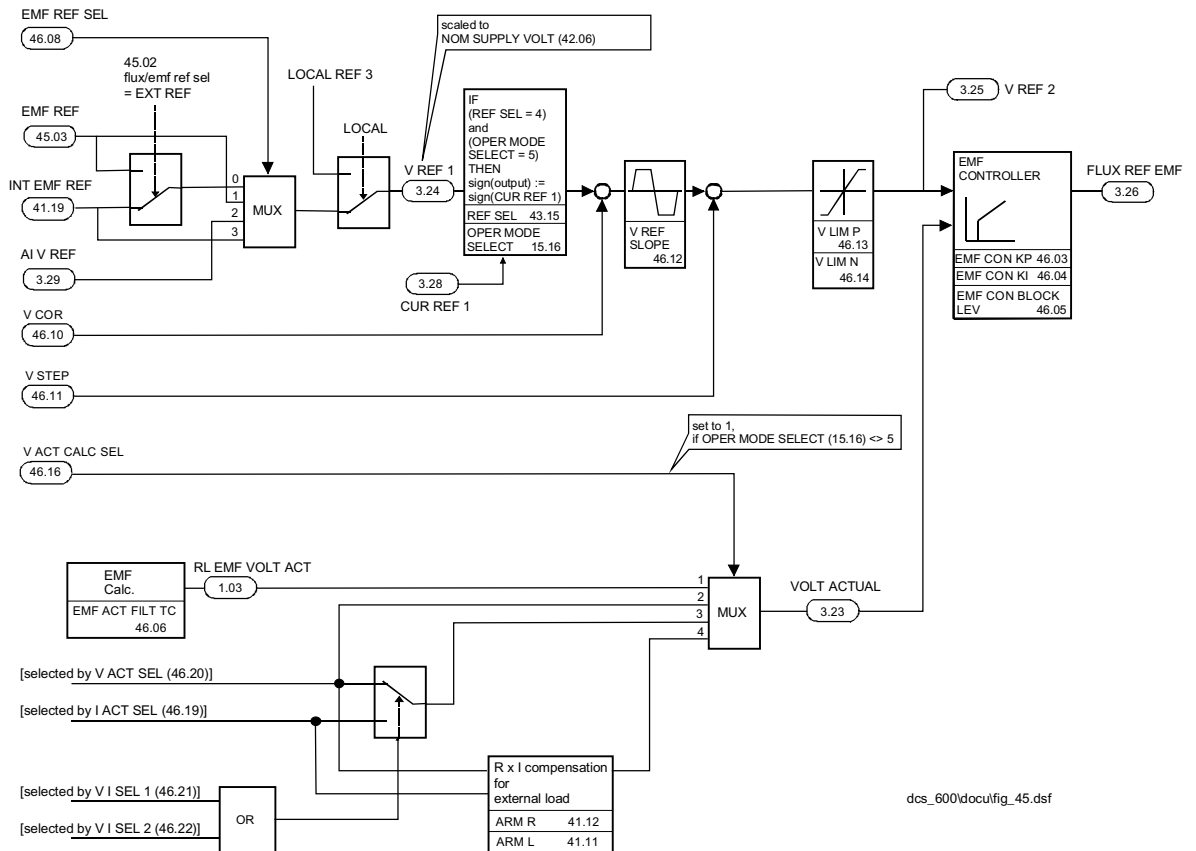 EMF REF SEL
46.08
45.02
flux/emf ref sel
= EXT REF
EMF REF
45.03
INT EMF REF
41.19
AI V REF
3.29
0
1
2
3
MUX
LOCAL REF 3
LOCAL
V REF 1
3.24
scaled to
NOM SUPPLY VOLT (42.06)
IF
(REF SEL = 4)
and
(OPER MODE
SELECT = 5)
THEN
sign(output) :=
sign(CUR REF 1)
REF SEL 43.15
OPER MODE
SELECT 15.16
3.28
CUR REF 1
V REF
SLOPE
46.12
V LIM P
46.13
V LIM N
46.14
3.25 V REF 2
EMF
CONTROLLER
EMF CON KP 46.03
EMF CON KI 46.04
EMF CON BLOCK
LEV 46.05
FLUX REF EMF
3.26
V COR
46.10
V STEP
46.11
V ACT CALC SEL
46.16
set to 1,
if OPER MODE SELECT (15.16) <> 5
EMF
Calc.
EMF ACT FILT TC
46.06
RL EMF VOLT ACT
1.03
1
2
3
4
MUX
VOLT ACTUAL
3.23
[selected by V ACT SEL (46.20)]
[selected by I ACT SEL (46.19)]
[selected by V I SEL 1 (46.21)]
[selected by V I SEL 2 (46.22)]
OR
R x I compensation
for
external load
ARM R 41.12
ARM L 41.11
dcs_600\docu\fig_45.dsf